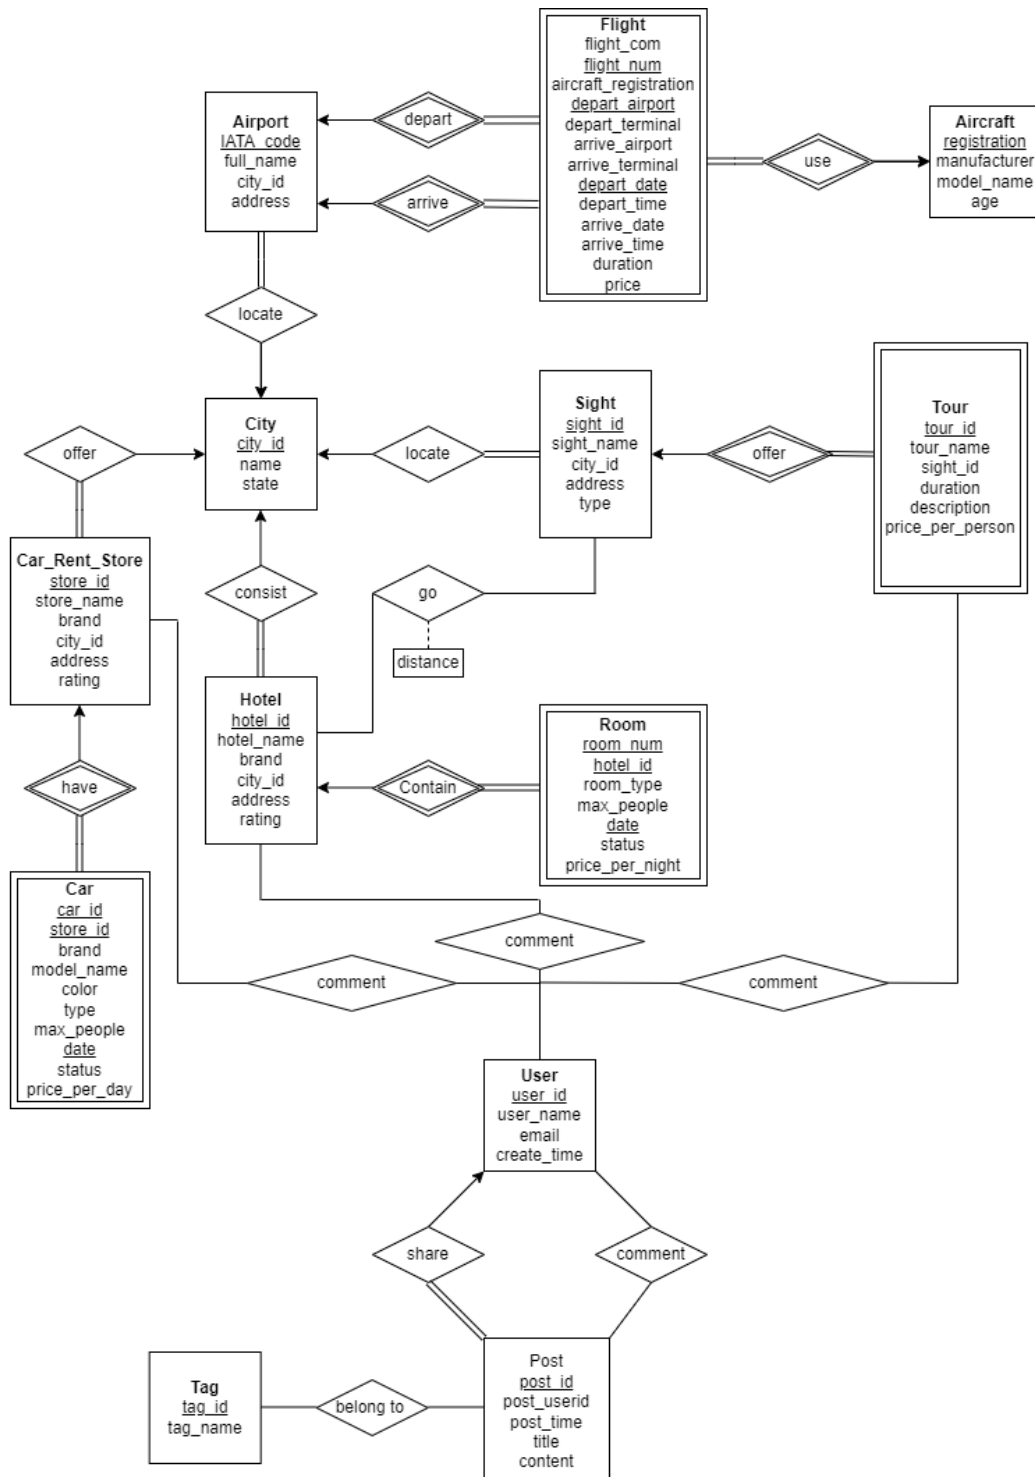 Flight
flight_com
flight_num
aircraft_registration
depart_airport
depart_terminal
arrive_airport
arrive_terminal
depart_date
depart_time
arrive_date
arrive_time
duration
price
Airport
IATA_code
full_name
city_id
address
depart
arrive
use
Aircraft
registration
manufacturer
model_name
age
locate
City
city_id
name
state
offer
locate
Sight
sight_id
sight_name
city_id
address
type
offer
Tour
tour_id
tour_name
sight_id
duration
description
price_per_person
Car_Rent_Store
store_id
store_name
brand
city_id
address
rating
consist
go
distance
Hotel
hotel_id
hotel_name
brand
city_id
address
rating
Contain
Room
room_num
hotel_id
room_type
max_people
date
status
price_per_night
have
Car
car_id
store_id
brand
model_name
color
type
max_people
date
status
price_per_day
comment
comment
comment
User
user_id
user_name
email
create_time
share
comment
Tag
tag_id
tag_name
belong to
Post
post_id
post_userid
post_time
title
content